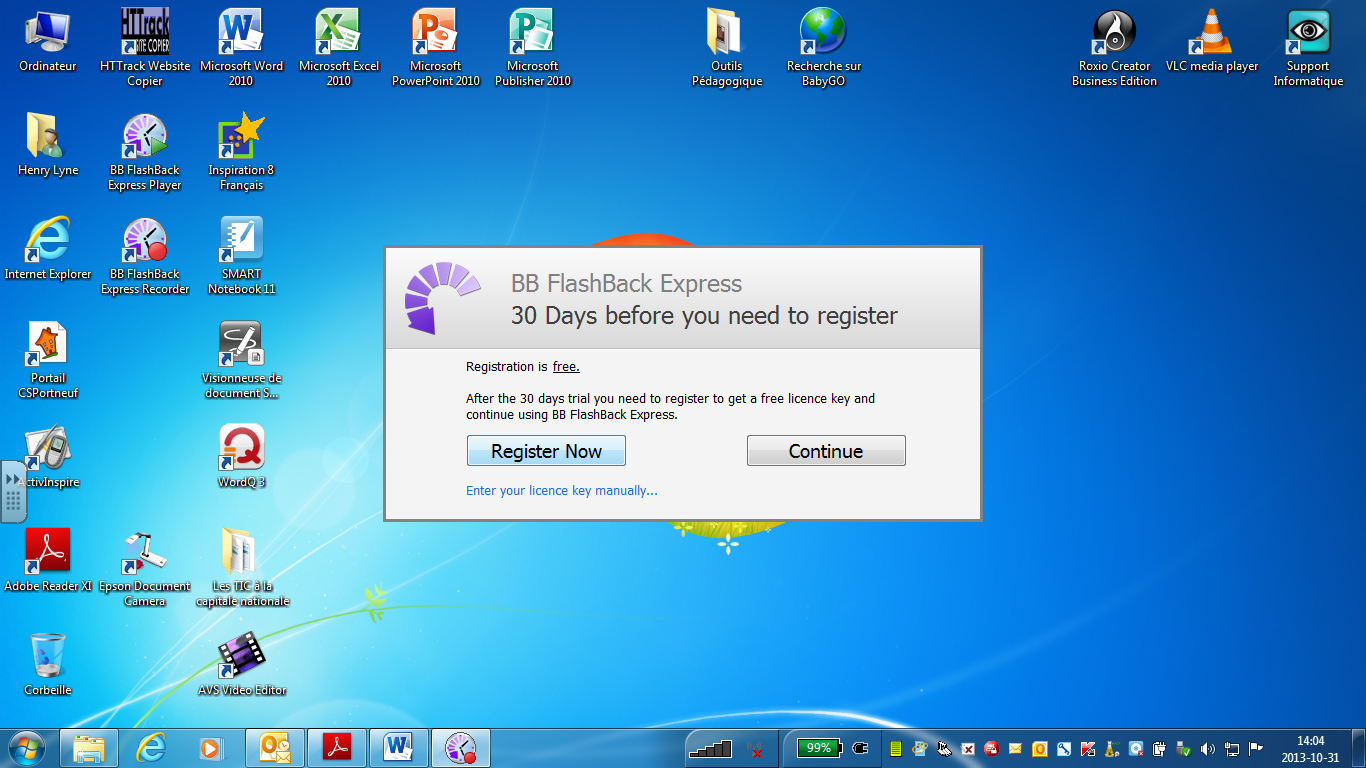 Ordinateur
HTTrack Website
Copier
Microsoft Word
2010
Microsoft Excel
2010
Microsoft
PowerPoint 2010
Microsoft
Publisher 2010
Outils
Pédagogique
Recherche sur
BabyGO
Roxio Creator
Business Edition
VLC media player
Support
Informatique
Henry Lyne
BB FlashBack
Express Player
Inspiration 8
Français
Internet Explorer
BB FlashBack
Express Recorder
SMART
Notebook 11
Portail
CSPortneuf
Visionneuse de
document S...
ActivInspire
WordQ 3
Adobe Reader XI
Epson Document
Camera
Les TIC à la
capitale nationale
Corbeille
AVS Video Editor
BB FlashBack Express
30 Days before you need to register
Registration is free.
After the 30 days trial you need to register to get a free licence key and
continue using BB FlashBack Express.
Register Now
Continue
Enter your licence key manually...
99%
14:04
2013-10-31